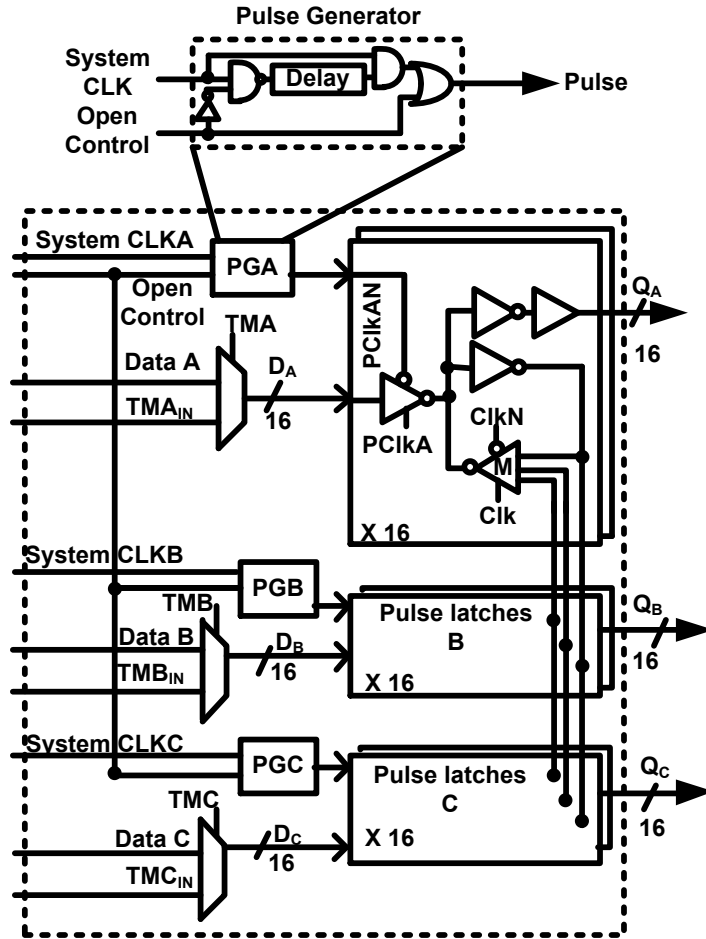 Pulse Generator
System
CLK
Open
Control
Delay
Pulse
System CLKA
Open
Control
PGA
TMA
Data A
TMA_IN
D_A
16
PClkAN
PClkA
ClkN
M
Clk
X 16
Q_A
16
System CLKB
PGB
TMB
Data B
TMB_IN
D_B
16
Pulse latches
B
X 16
Q_B
16
System CLKC
PGC
TMC
Data C
TMC_IN
D_C
16
Pulse latches
C
X 16
Q_C
16